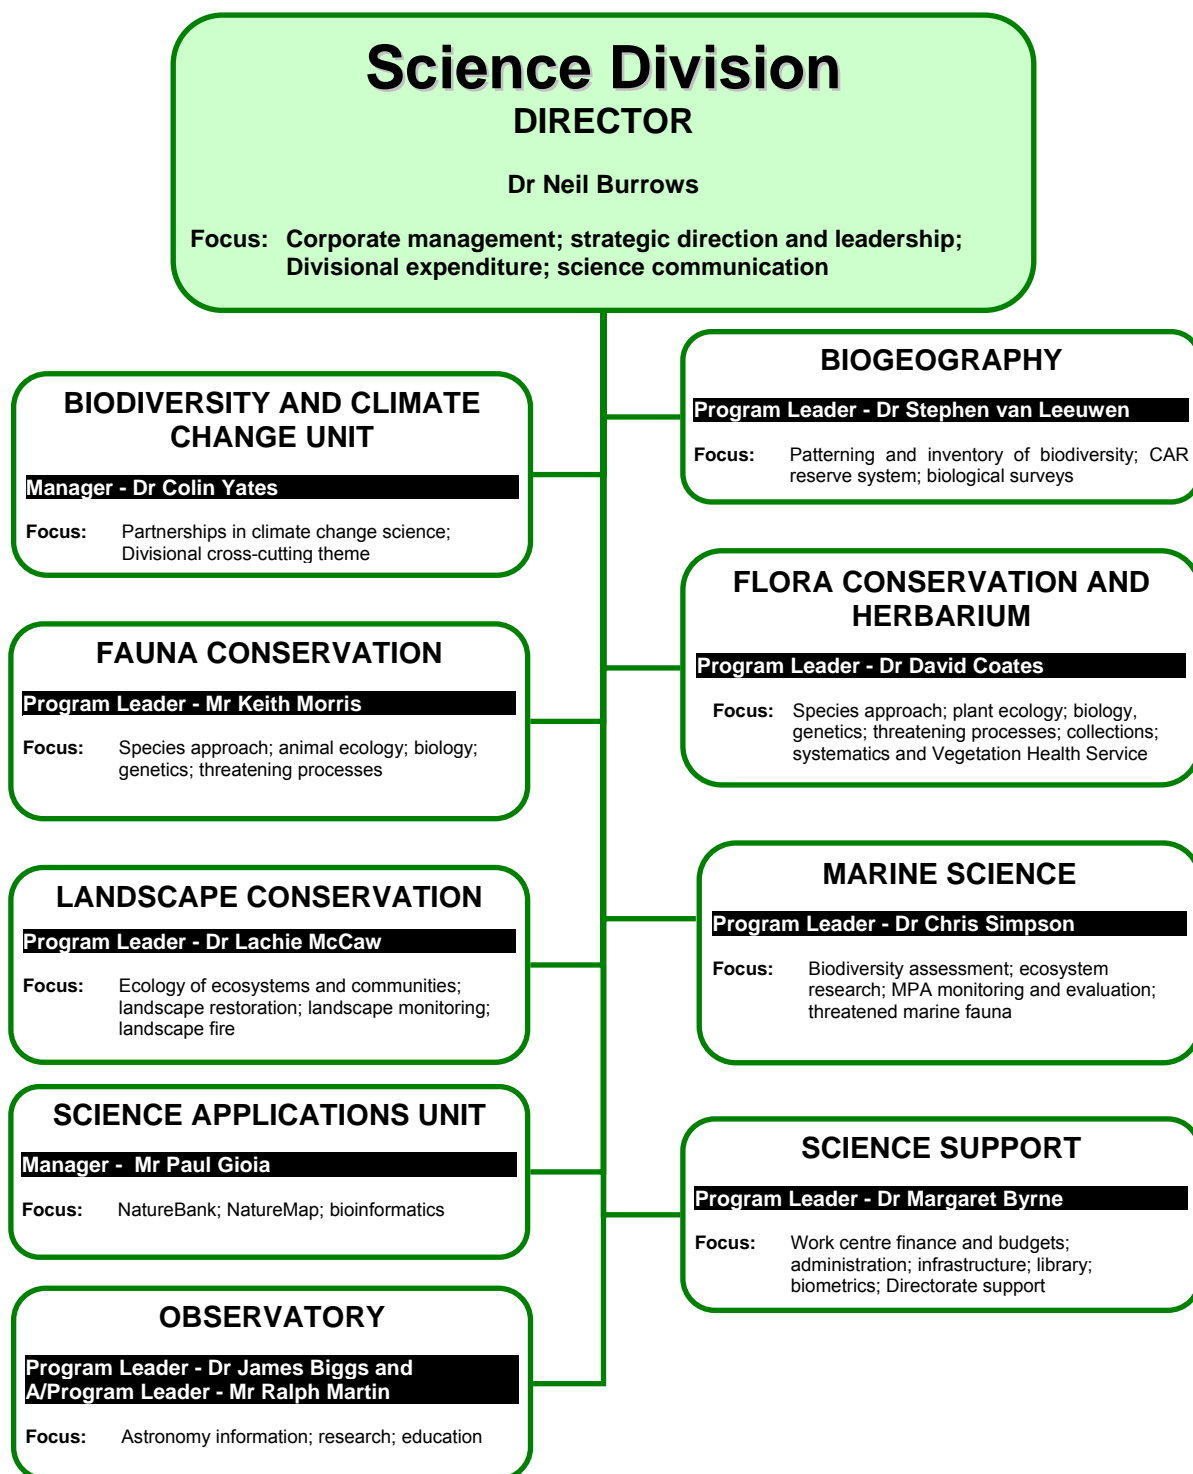 Science Division
DIRECTOR
Dr Neil Burrows
Focus: Corporate management; strategic direction and leadership;
Divisional expenditure; science communication
BIODIVERSITY AND CLIMATE
CHANGE UNIT
Manager - Dr Colin Yates
Focus: Partnerships in climate change science;
Divisional cross-cutting theme
FAUNA CONSERVATION
Program Leader - Mr Keith Morris
Focus: Species approach; animal ecology; biology;
genetics; threatening processes
LANDSCAPE CONSERVATION
Program Leader - Dr Lachie McCaw
Focus: Ecology of ecosystems and communities;
landscape restoration; landscape monitoring;
landscape fire
SCIENCE APPLICATIONS UNIT
Manager - Mr Paul Gioia
Focus: NatureBank; NatureMap; bioinformatics
OBSERVATORY
Program Leader - Dr James Biggs and
A/Program Leader - Mr Ralph Martin
Focus: Astronomy information; research; education
BIOGEOGRAPHY
Program Leader - Dr Stephen van Leeuwen
Focus: Patterning and inventory of biodiversity; CAR
reserve system; biological surveys
FLORA CONSERVATION AND
HERBARIUM
Program Leader - Dr David Coates
Focus: Species approach; plant ecology; biology,
genetics; threatening processes; collections;
systematics and Vegetation Health Service
MARINE SCIENCE
Program Leader - Dr Chris Simpson
Focus: Biodiversity assessment; ecosystem
research; MPA monitoring and evaluation;
threatened marine fauna
SCIENCE SUPPORT
Program Leader - Dr Margaret Byrne
Focus: Work centre finance and budgets;
administration; infrastructure; library;
biometrics; Directorate support